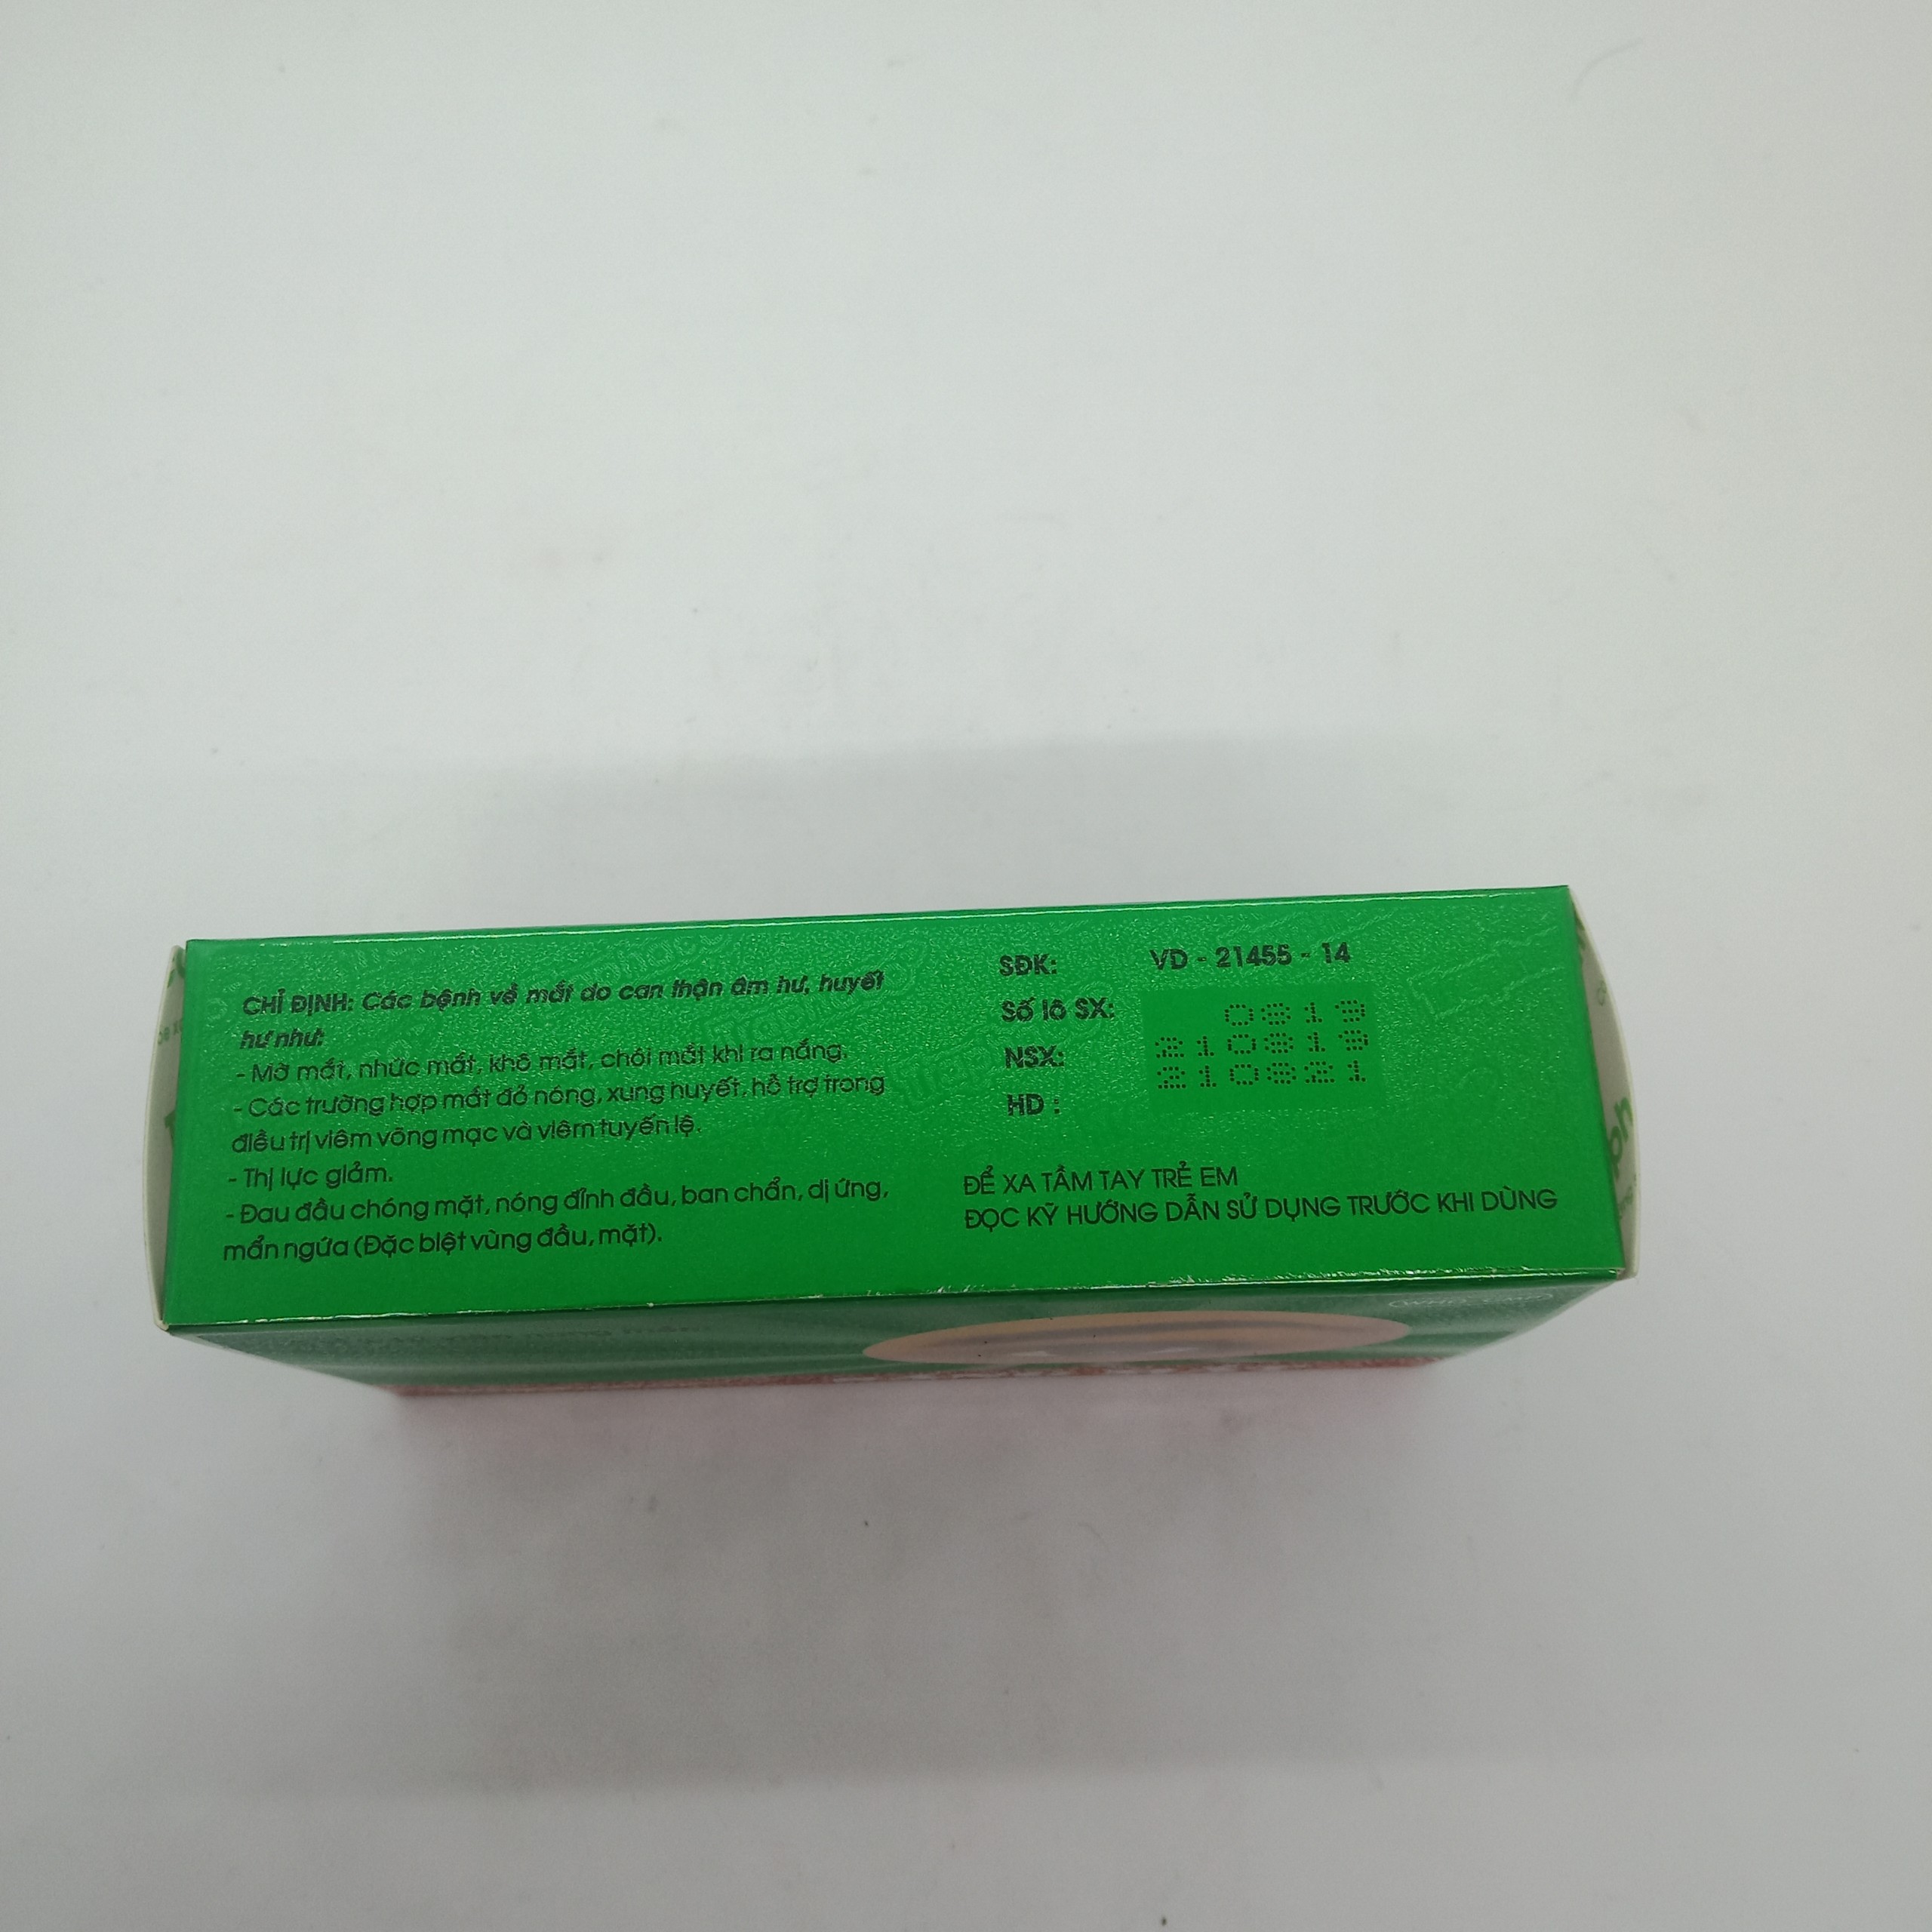 CHỈ ĐỊNH: Các bệnh về mắt do can thận âm hư, huyết
hư như:
- Mờ mắt, nhức mắt, khô mắt, chói mắt khi ra nắng.
- Các trường hợp mắt đỏ nóng, xung huyết, hỗ trợ trong
điều trị viêm võng mạc và viêm tuyến lệ.
- Thị lực giảm.
- Đau đầu chóng mặt, nóng đỉnh đầu, ban chẩn, dị ứng,
mẩn ngứa (Đặc biệt vùng đầu, mặt).
SĐK: VD - 21455 - 14
Số lô SX: 0819
NSX: 210819
HD : 210821
ĐỂ XA TẦM TAY TRẺ EM
ĐỌC KỸ HƯỚNG DẪN SỬ DỤNG TRƯỚC KHI DÙNG